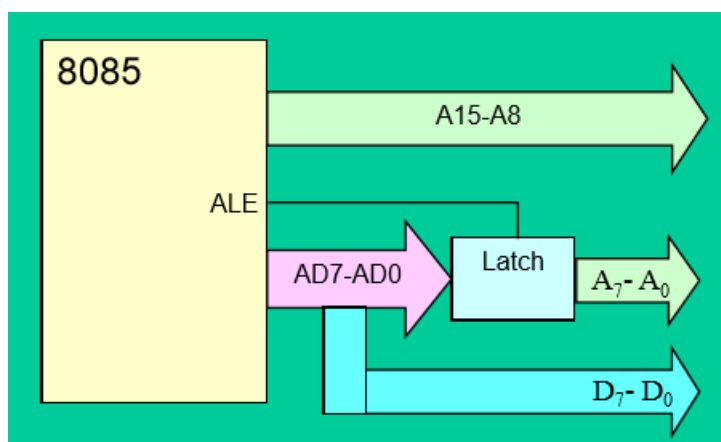 8085
A15-A8
ALE
AD7-AD0
Latch
A₇- A₀
D₇- D₀